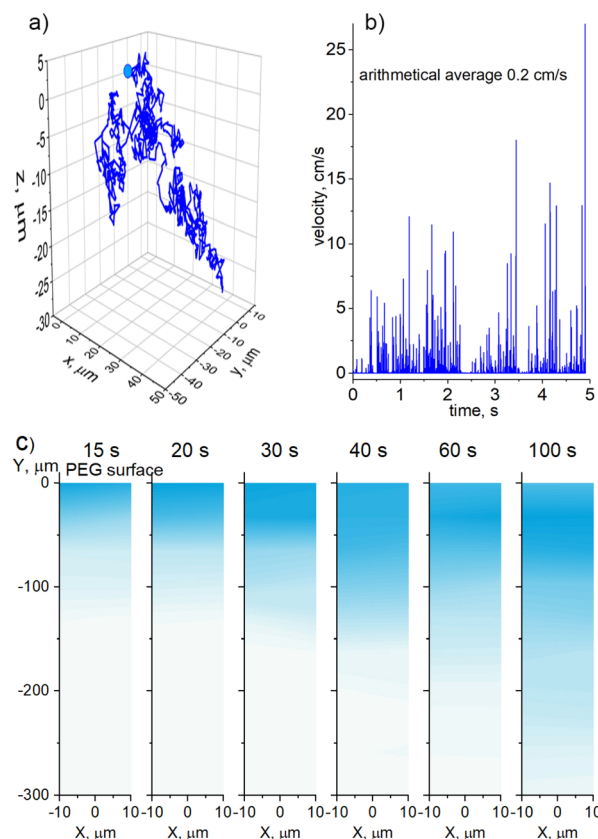 a)
5
0
-5
-10
-15
-20
-25
-30
z, μm
0
10
20
30
40
50
x, μm
10
0
-10
-20
-30
-40
-50
y, μm
b)
25
20
15
10
5
0
velocity, cm/s
arithmetical average 0.2 cm/s
0 1 2 3 4 5
time, s
c)
15 s 20 s 30 s 40 s 60 s 100 s
Y, μm PEG surface
0
-100
-200
-300
-10 0 10 -10 0 10 -10 0 10 -10 0 10 -10 0 10 -10 0 10
X, μm X, μm X, μm X, μm X, μm X, μm